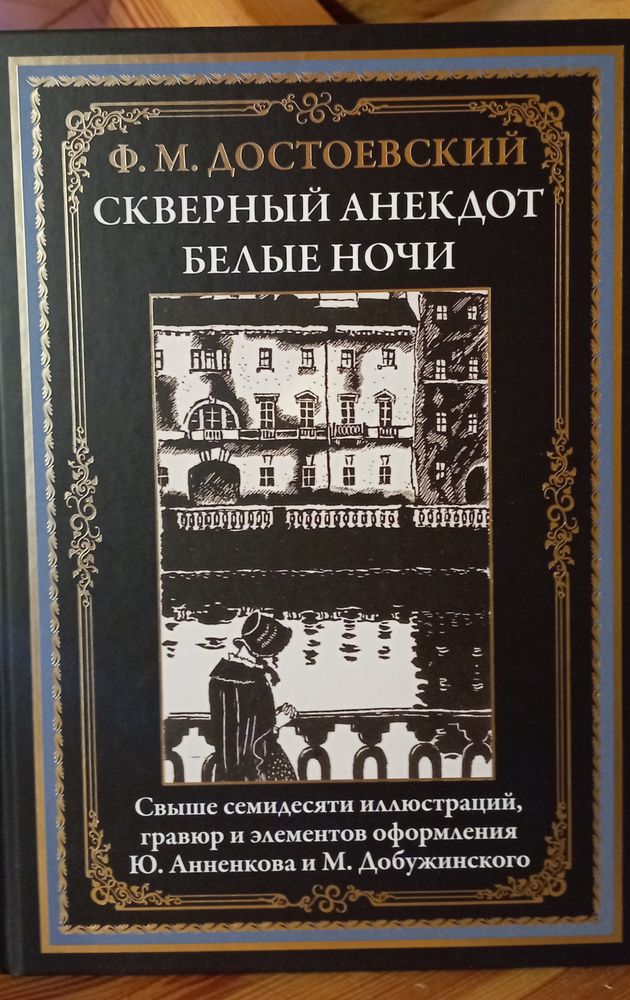 Ф. М. ДОСТОЕВСКИЙ
СКВЕРНЫЙ АНЕКДОТ
БЕЛЫЕ НОЧИ
Свыше семидесяти иллюстраций,
гравюр и элементов оформления
Ю. Анненкова и М. Добужинского